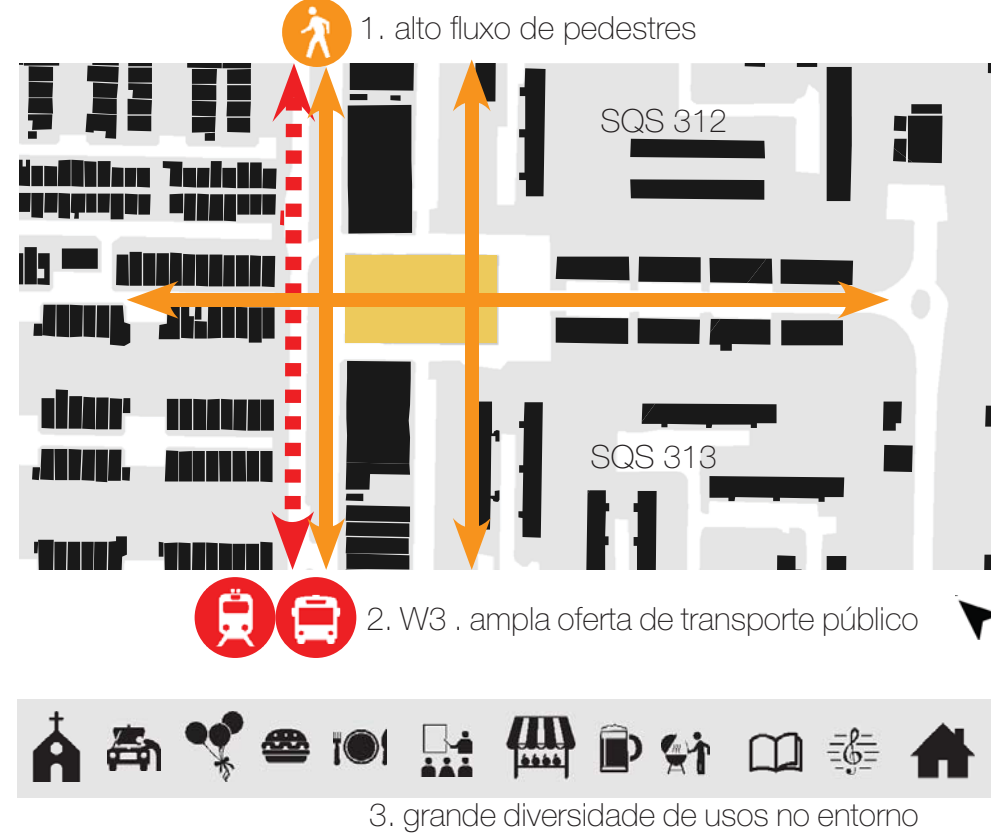 1. alto fluxo de pedestres
SQS 312
SQS 313
2. W3 . ampla oferta de transporte público
3. grande diversidade de usos no entorno